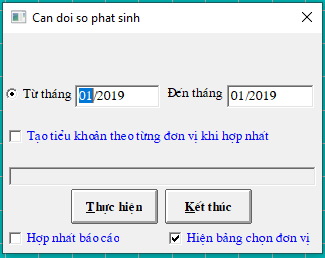 Can doi so phat sinh
Từ tháng 01/2019 Đến tháng 01/2019
Tạo tiểu khoản theo từng đơn vị khi hợp nhất
Thực hiện Kết thúc
Hợp nhất báo cáo Hiện bảng chọn đơn vị